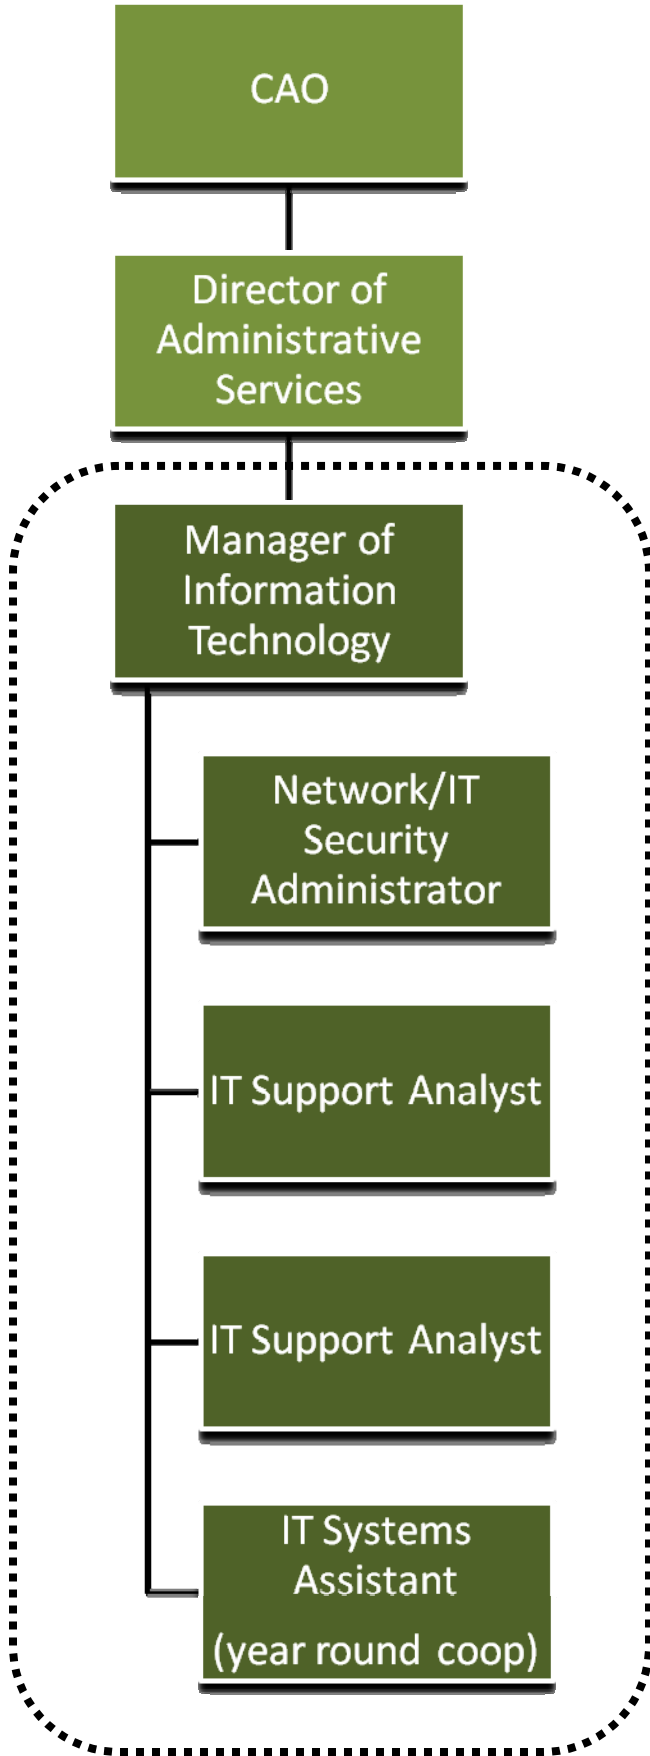 CAO
Director of
Administrative
Services
Manager of
Information
Technology
Network/IT
Security
Administrator
IT Support Analyst
IT Support Analyst
IT Systems
Assistant
(year round coop)